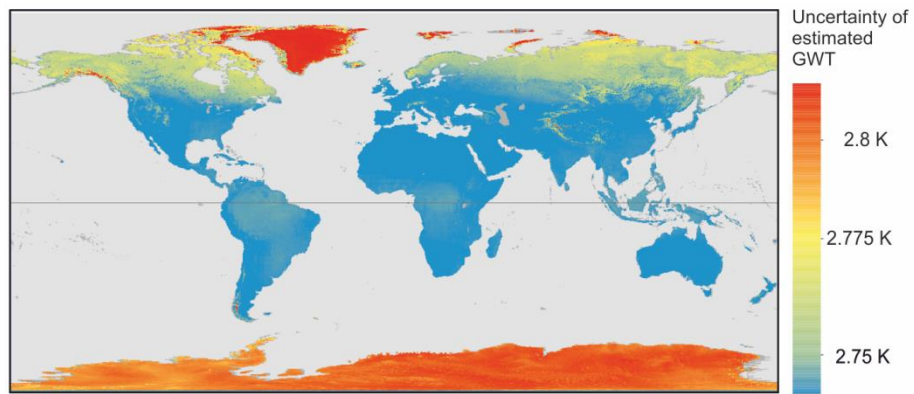 Uncertainty of
estimated
GWT
2.8 K
2.775 K
2.75 K